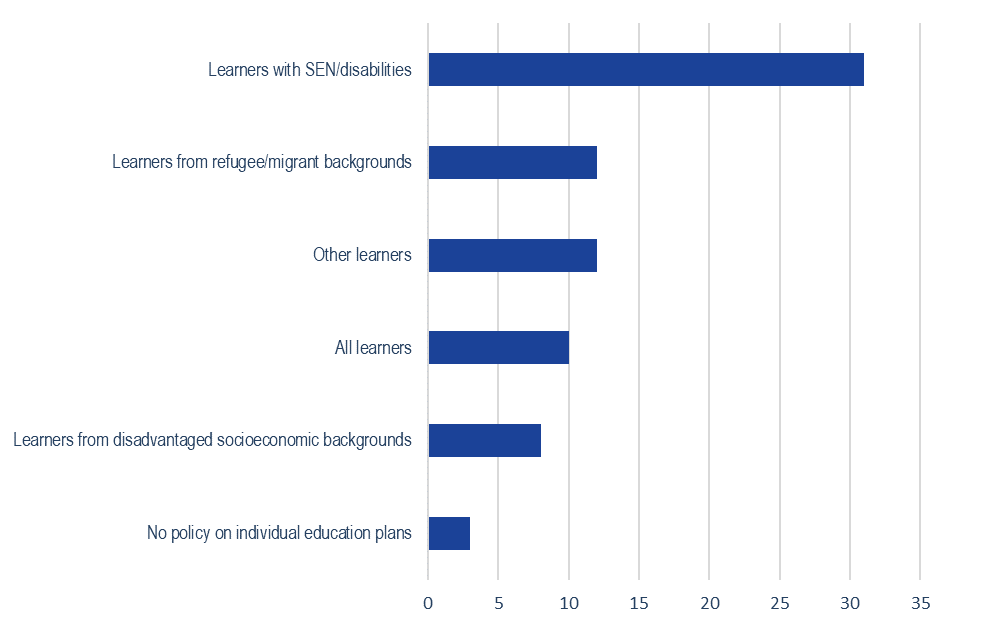 Learners with SEN/disabilities
Learners from refugee/migrant backgrounds
Other learners
All learners
Learners from disadvantaged socioeconomic backgrounds
No policy on individual education plans
0 5 10 15 20 25 30 35